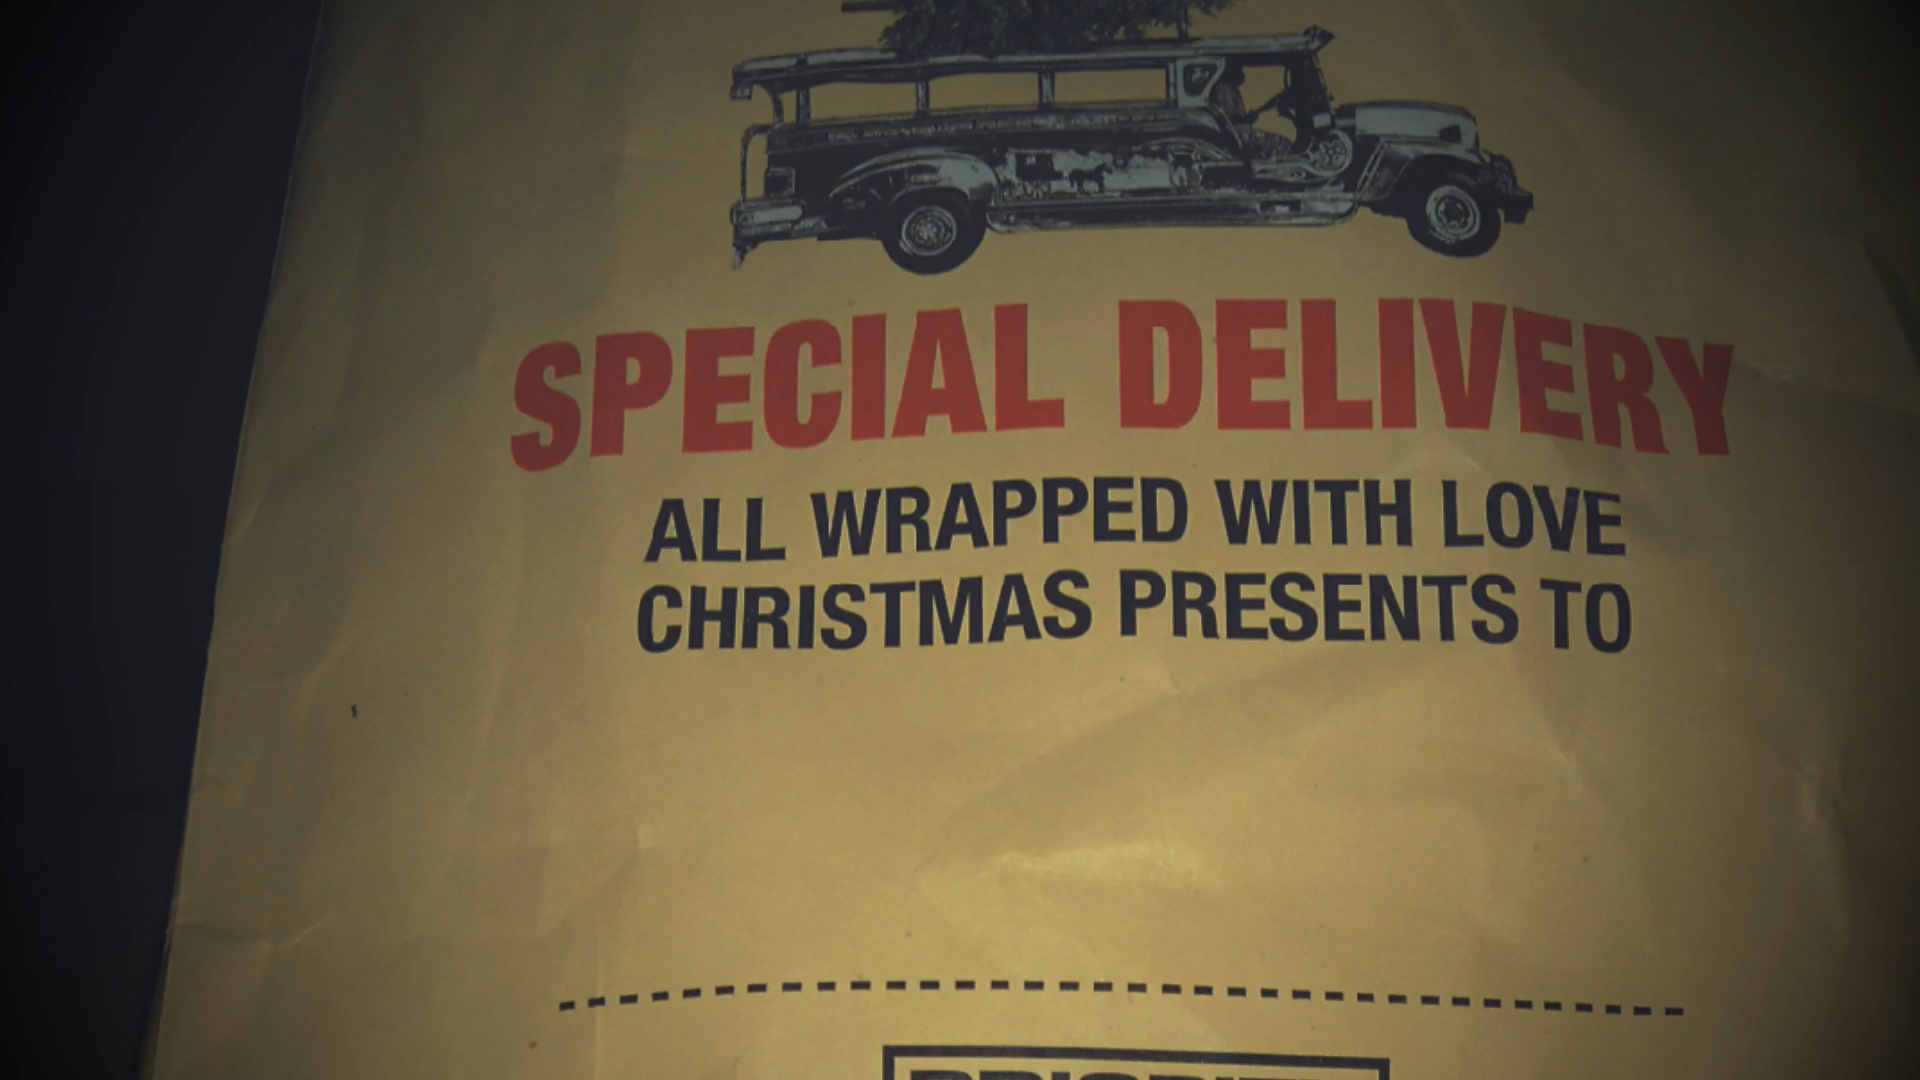 SPECIAL DELIVERY
ALL WRAPPED WITH LOVE
CHRISTMAS PRESENTS TO